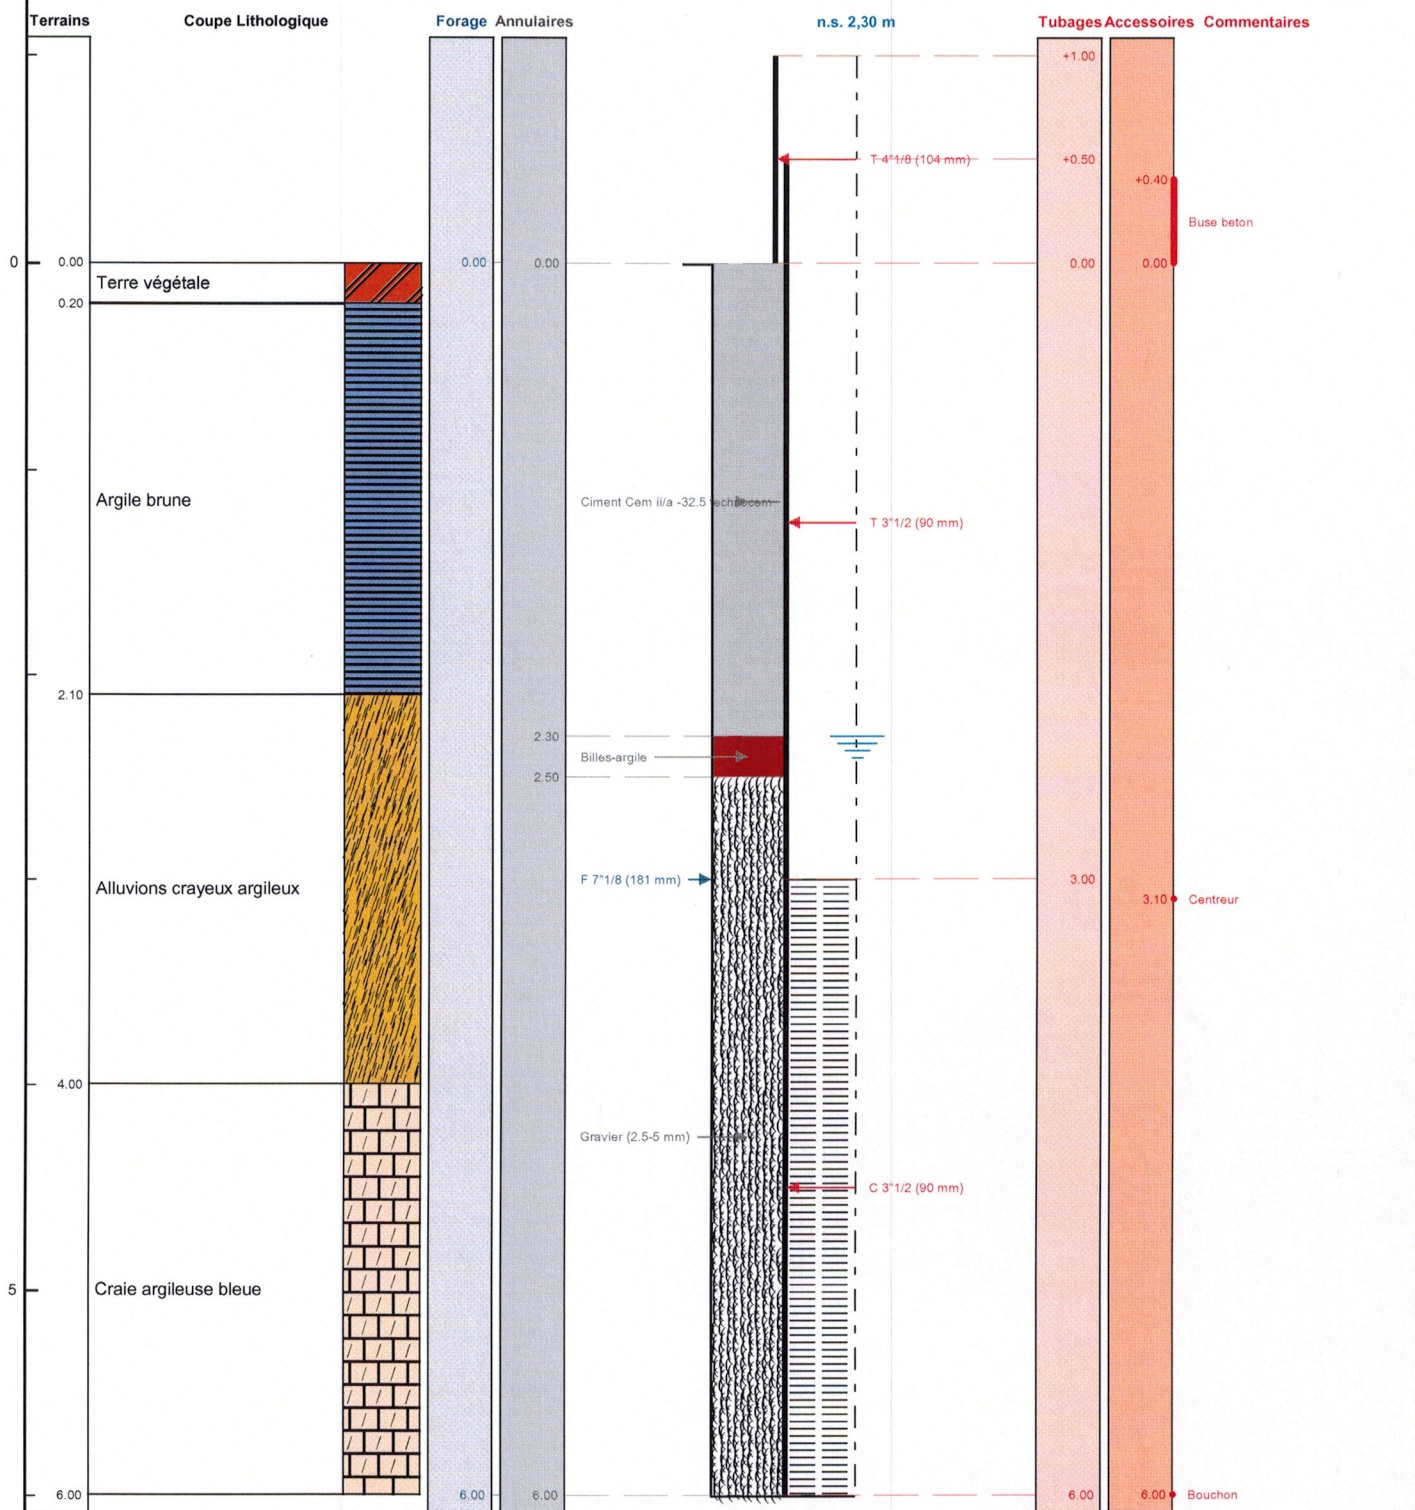 Terrains Coupe Lithologique Forage Annulaires n.s. 2,30 m Tubages Accessoires Commentaires
+1.00
T 4"1/8 (104 mm) +0.50
+0.40
Buse beton
0 0.00 0.00 0.00 0.00 0.00
Terre végétale
0.20
Argile brune
Ciment Cem ii/a -32.5 technocem
T 3"1/2 (90 mm)
2.10
2.30
Billes-argile
2.50
F 7"1/8 (181 mm) 3.00
Alluvions crayeux argileux
3.10 Centreur
4.00
Gravier (2.5-5 mm)
C 3"1/2 (90 mm)
5 Craie argileuse bleue
6.00 6.00 6.00 6.00 6.00 Bouchon